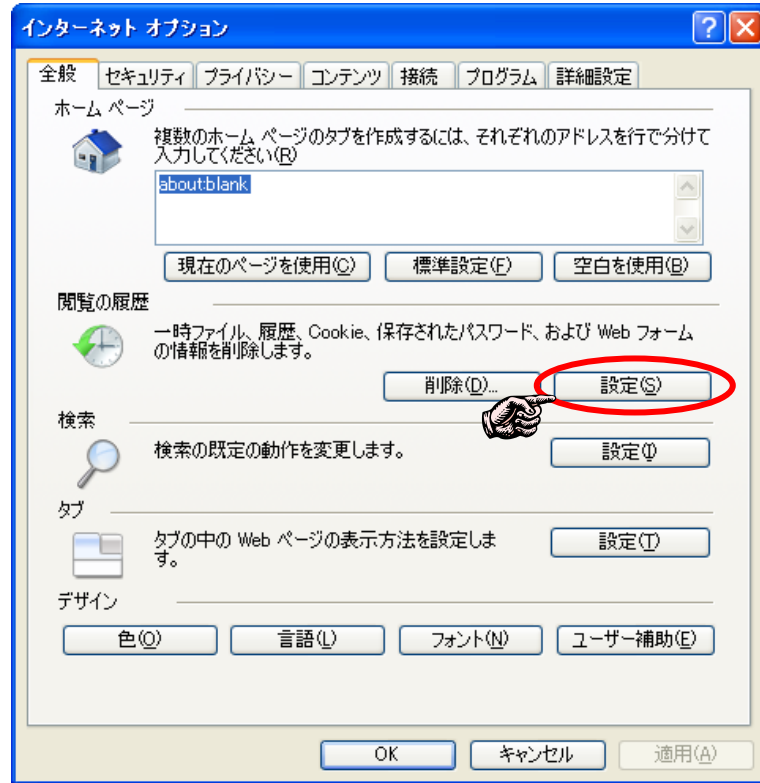 インターネット オプション
全般 セキュリティ プライバシー コンテンツ 接続 プログラム 詳細設定
ホーム ページ
複数のホーム ページのタブを作成するには、それぞれのアドレスを行で分けて
入力してください(R)
about:blank
現在のページを使用(C) 標準設定(F) 空白を使用(B)
閲覧の履歴
一時ファイル、履歴、Cookie、保存されたパスワード、および Web フォーム
の情報を削除します。
削除(D)... 設定(S)
検索
検索の既定の動作を変更します。 設定(I)
タブ
タブの中の Web ページの表示方法を設定しま
す。
設定(T)
デザイン
色(O) 言語(L) フォント(N) ユーザー補助(E)
OK キャンセル 適用(A)